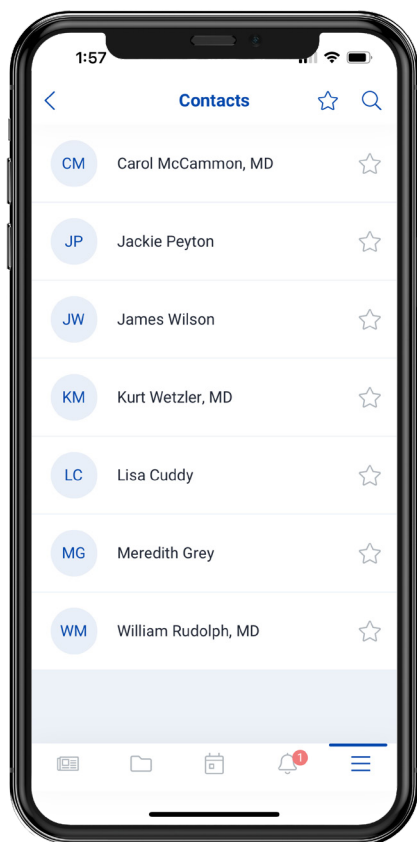 1:57
Contacts
CM Carol McCammon, MD
JP Jackie Peyton
JW James Wilson
KM Kurt Wetzler, MD
LC Lisa Cuddy
MG Meredith Grey
WM William Rudolph, MD
1